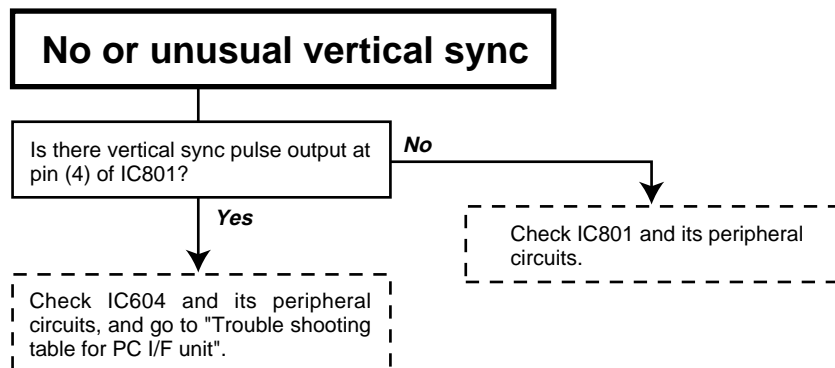 No or unusual vertical sync
Is there vertical sync pulse output at
pin (4) of IC801?
No
Yes
Check IC801 and its peripheral
circuits.
Check IC604 and its peripheral
circuits, and go to "Trouble shooting
table for PC I/F unit".